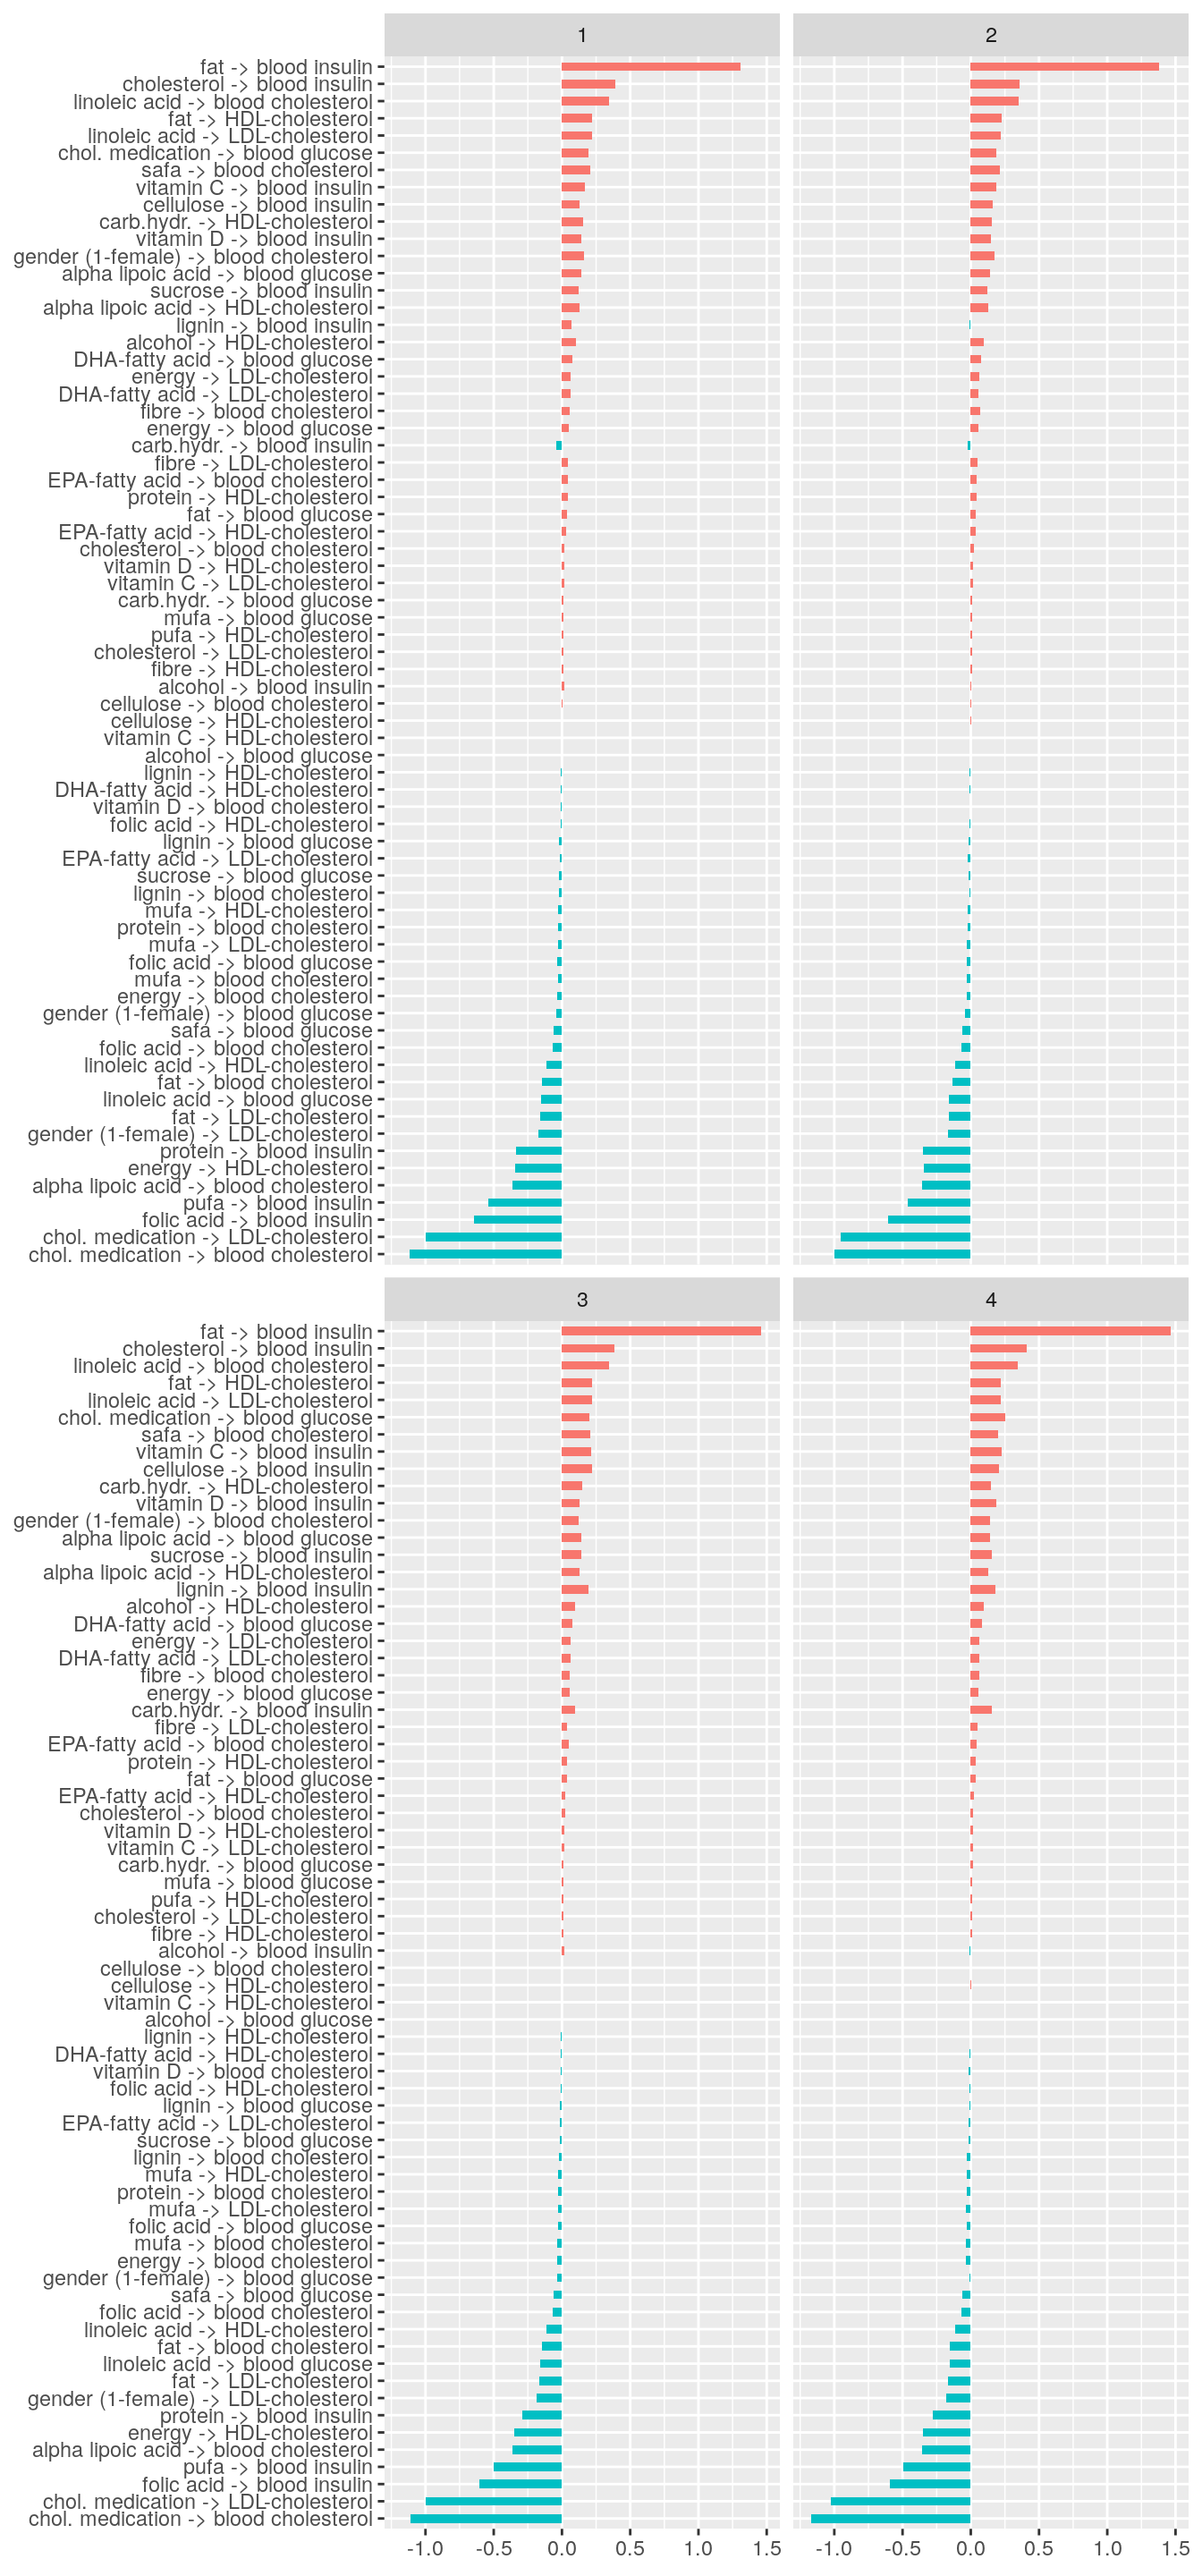 1 2
fat -> blood insulin
cholesterol -> blood insulin
linoleic acid -> blood cholesterol
fat -> HDL-cholesterol
linoleic acid -> LDL-cholesterol
chol. medication -> blood glucose
safa -> blood cholesterol
vitamin C -> blood insulin
cellulose -> blood insulin
carb.hydr. -> HDL-cholesterol
vitamin D -> blood insulin
gender (1-female) -> blood cholesterol
alpha lipoic acid -> blood glucose
sucrose -> blood insulin
alpha lipoic acid -> HDL-cholesterol
lignin -> blood insulin
alcohol -> HDL-cholesterol
DHA-fatty acid -> blood glucose
energy -> LDL-cholesterol
DHA-fatty acid -> LDL-cholesterol
fibre -> blood cholesterol
energy -> blood glucose
carb.hydr. -> blood insulin
fibre -> LDL-cholesterol
EPA-fatty acid -> blood cholesterol
protein -> HDL-cholesterol
fat -> blood glucose
EPA-fatty acid -> HDL-cholesterol
cholesterol -> blood cholesterol
vitamin D -> HDL-cholesterol
vitamin C -> LDL-cholesterol
carb.hydr. -> blood glucose
mufa -> blood glucose
pufa -> HDL-cholesterol
cholesterol -> LDL-cholesterol
fibre -> HDL-cholesterol
alcohol -> blood insulin
cellulose -> blood cholesterol
cellulose -> HDL-cholesterol
vitamin C -> HDL-cholesterol
alcohol -> blood glucose
lignin -> HDL-cholesterol
DHA-fatty acid -> HDL-cholesterol
vitamin D -> blood cholesterol
folic acid -> HDL-cholesterol
lignin -> blood glucose
EPA-fatty acid -> LDL-cholesterol
sucrose -> blood glucose
lignin -> blood cholesterol
mufa -> HDL-cholesterol
protein -> blood cholesterol
mufa -> LDL-cholesterol
folic acid -> blood glucose
mufa -> blood cholesterol
energy -> blood cholesterol
gender (1-female) -> blood glucose
safa -> blood glucose
folic acid -> blood cholesterol
linoleic acid -> HDL-cholesterol
fat -> blood cholesterol
linoleic acid -> blood glucose
fat -> LDL-cholesterol
gender (1-female) -> LDL-cholesterol
protein -> blood insulin
energy -> HDL-cholesterol
alpha lipoic acid -> blood cholesterol
pufa -> blood insulin
folic acid -> blood insulin
chol. medication -> LDL-cholesterol
chol. medication -> blood cholesterol
3 4
fat -> blood insulin
cholesterol -> blood insulin
linoleic acid -> blood cholesterol
fat -> HDL-cholesterol
linoleic acid -> LDL-cholesterol
chol. medication -> blood glucose
safa -> blood cholesterol
vitamin C -> blood insulin
cellulose -> blood insulin
carb.hydr. -> HDL-cholesterol
vitamin D -> blood insulin
gender (1-female) -> blood cholesterol
alpha lipoic acid -> blood glucose
sucrose -> blood insulin
alpha lipoic acid -> HDL-cholesterol
lignin -> blood insulin
alcohol -> HDL-cholesterol
DHA-fatty acid -> blood glucose
energy -> LDL-cholesterol
DHA-fatty acid -> LDL-cholesterol
fibre -> blood cholesterol
energy -> blood glucose
carb.hydr. -> blood insulin
fibre -> LDL-cholesterol
EPA-fatty acid -> blood cholesterol
protein -> HDL-cholesterol
fat -> blood glucose
EPA-fatty acid -> HDL-cholesterol
cholesterol -> blood cholesterol
vitamin D -> HDL-cholesterol
vitamin C -> LDL-cholesterol
carb.hydr. -> blood glucose
mufa -> blood glucose
pufa -> HDL-cholesterol
cholesterol -> LDL-cholesterol
fibre -> HDL-cholesterol
alcohol -> blood insulin
cellulose -> blood cholesterol
cellulose -> HDL-cholesterol
vitamin C -> HDL-cholesterol
alcohol -> blood glucose
lignin -> HDL-cholesterol
DHA-fatty acid -> HDL-cholesterol
vitamin D -> blood cholesterol
folic acid -> HDL-cholesterol
lignin -> blood glucose
EPA-fatty acid -> LDL-cholesterol
sucrose -> blood glucose
lignin -> blood cholesterol
mufa -> HDL-cholesterol
protein -> blood cholesterol
mufa -> LDL-cholesterol
folic acid -> blood glucose
mufa -> blood cholesterol
energy -> blood cholesterol
gender (1-female) -> blood glucose
safa -> blood glucose
folic acid -> blood cholesterol
linoleic acid -> HDL-cholesterol
fat -> blood cholesterol
linoleic acid -> blood glucose
fat -> LDL-cholesterol
gender (1-female) -> LDL-cholesterol
protein -> blood insulin
energy -> HDL-cholesterol
alpha lipoic acid -> blood cholesterol
pufa -> blood insulin
folic acid -> blood insulin
chol. medication -> LDL-cholesterol
chol. medication -> blood cholesterol
-1.0 -0.5 0.0 0.5 1.0 1.5 -1.0 -0.5 0.0 0.5 1.0 1.5